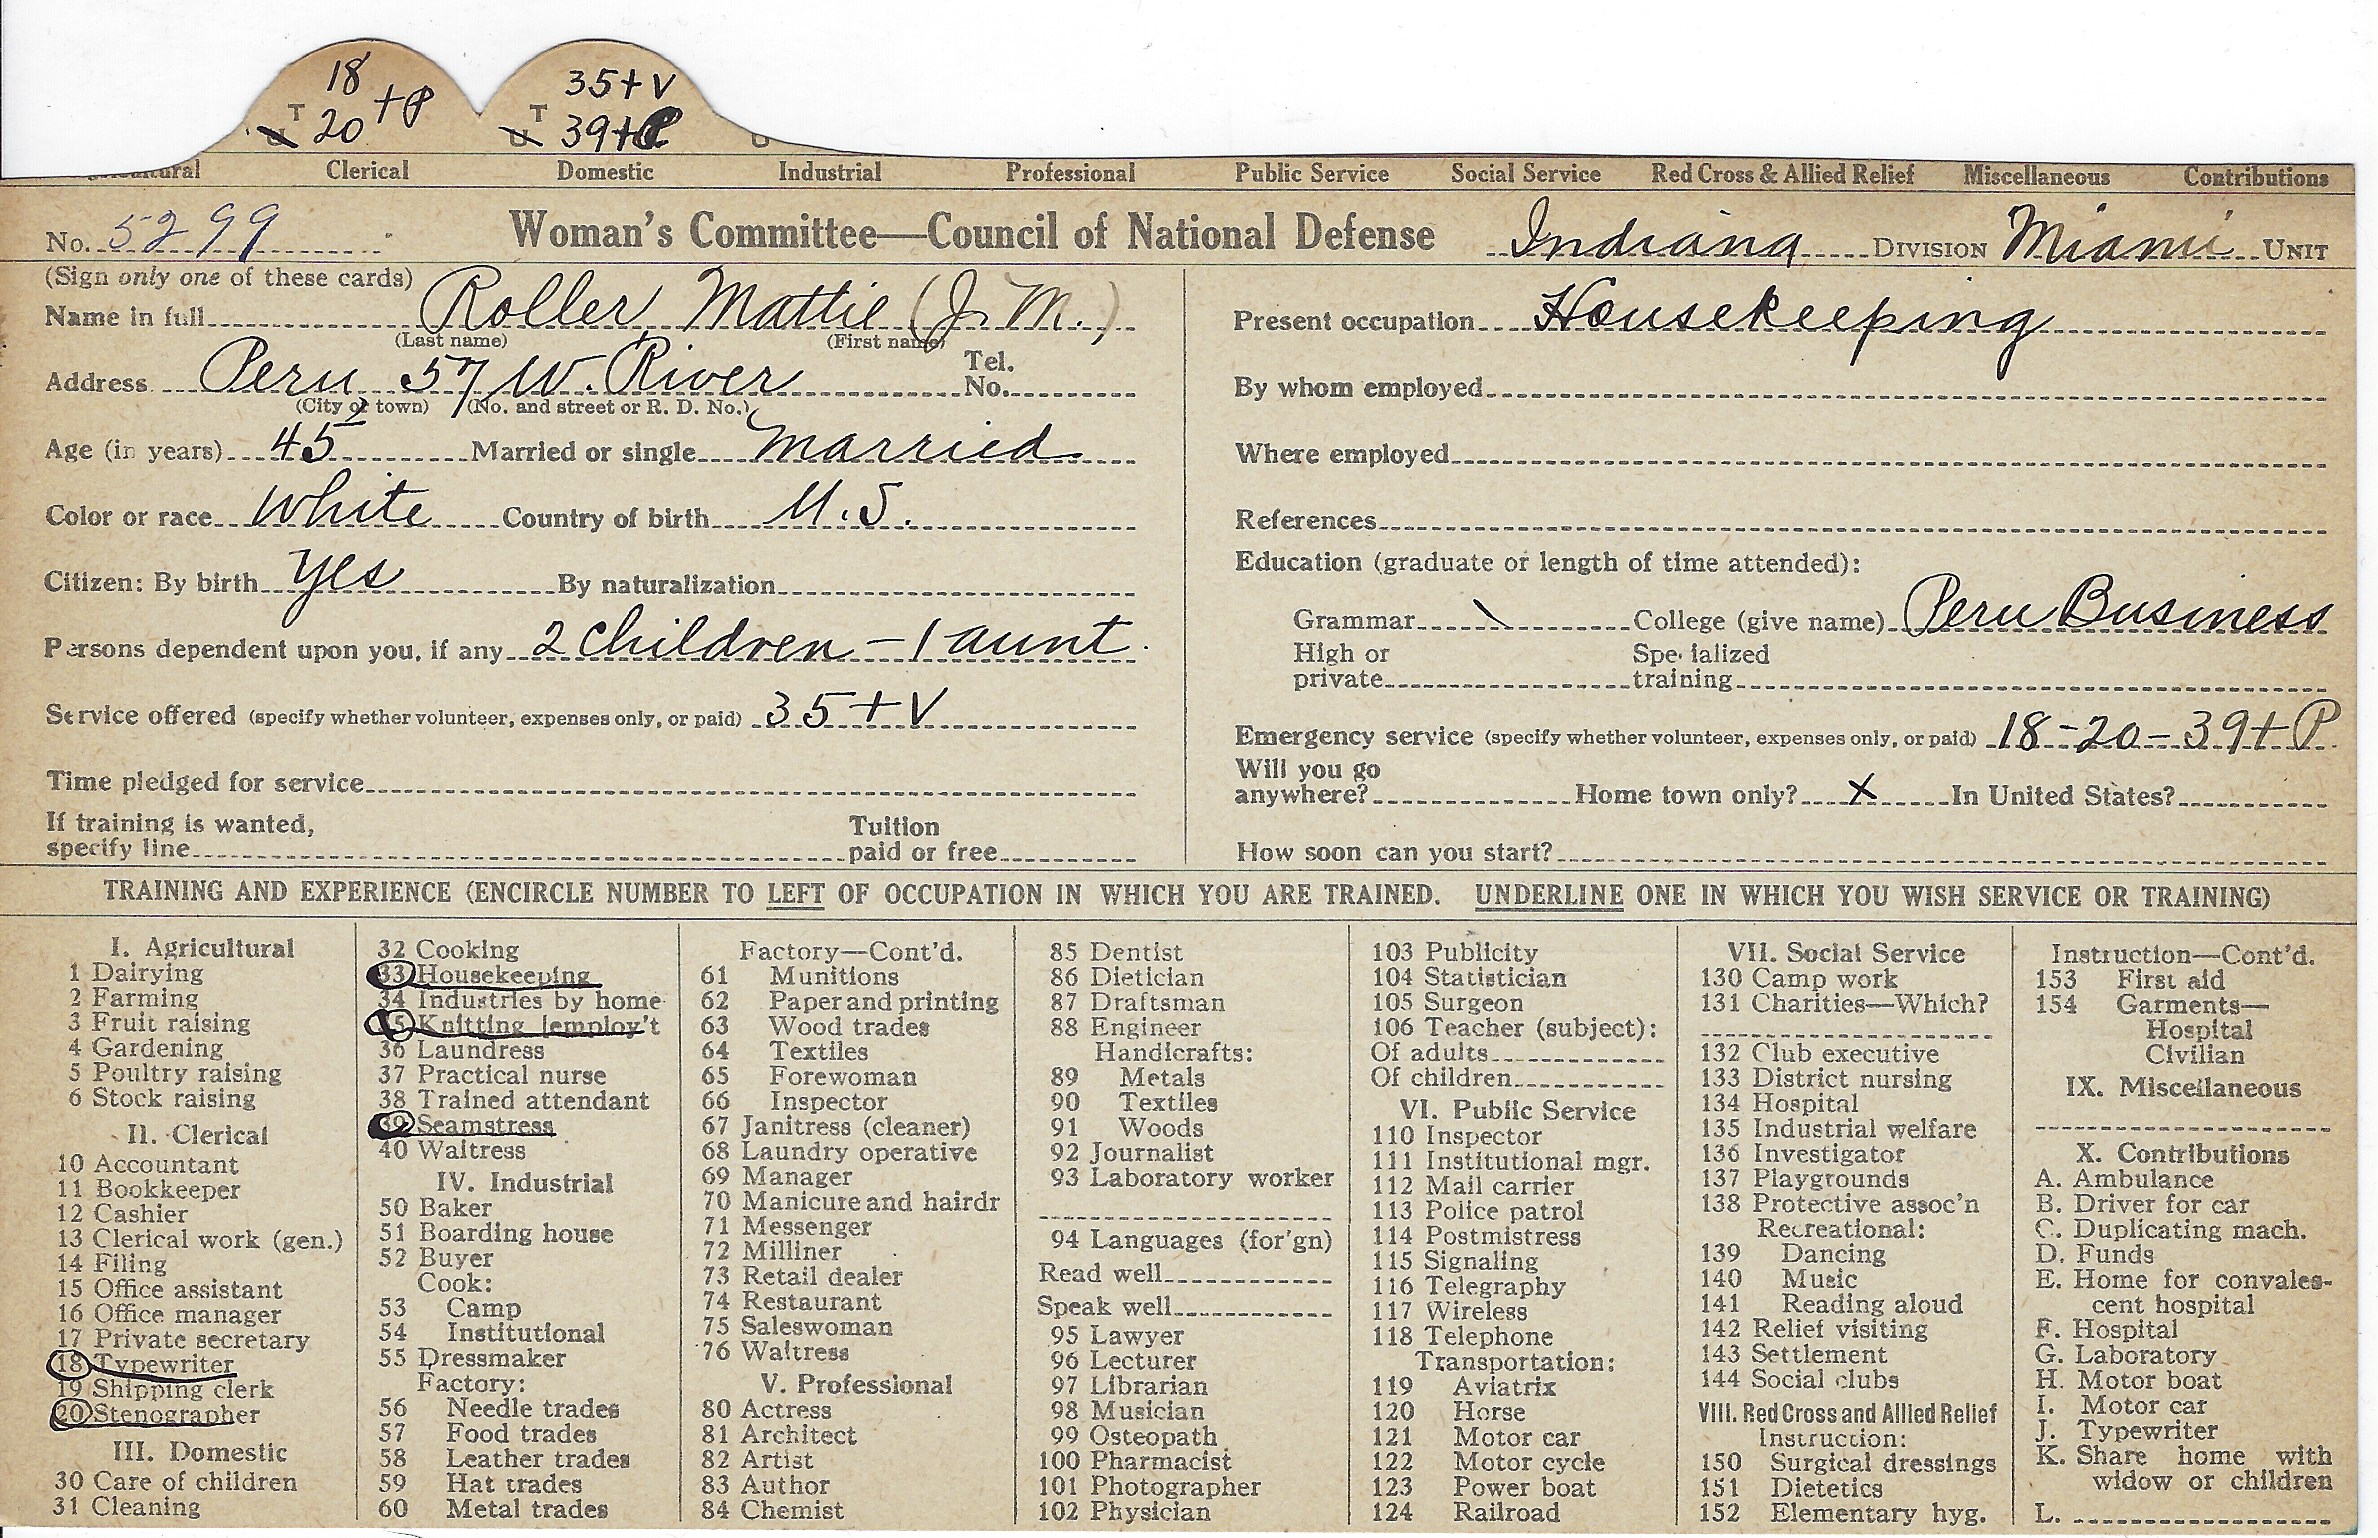 18
T 20 + P
35 + V
T 39 + P
Clerical Domestic Industrial Professional Public Service Social Service Red Cross & Allied Relief Miscellaneous Contributions
No. 5299 Woman's Committee—Council of National Defense Indiana DIVISION Miami UNIT
(Sign only one of these cards)
Name in full Roller, Mattie (J. M.)
(Last name) (First name)
Address Peru, 57 W. River Tel. No.
(City or town) (No. and street or R. D. No.)
Age (in years) 45 Married or single married
Color or race White Country of birth U.S.
Citizen: By birth Yes By naturalization
Persons dependent upon you, if any 2 children - 1 aunt.
Service offered (specify whether volunteer, expenses only, or paid) 35 + V
Time pledged for service
If training is wanted,
specify line Tuition paid or free
Present occupation Housekeeping
By whom employed
Where employed
References
Education (graduate or length of time attended):
Grammar \ College (give name) Peru Business
High or private Specialized training
Emergency service (specify whether volunteer, expenses only, or paid) 18-20-39 + P
Will you go
anywhere? Home town only? X In United States?
How soon can you start?
TRAINING AND EXPERIENCE (ENCIRCLE NUMBER TO LEFT OF OCCUPATION IN WHICH YOU ARE TRAINED. UNDERLINE ONE IN WHICH YOU WISH SERVICE OR TRAINING)
I. Agricultural
1 Dairying
2 Farming
3 Fruit raising
4 Gardening
5 Poultry raising
6 Stock raising
II. Clerical
10 Accountant
11 Bookkeeper
12 Cashier
13 Clerical work (gen.)
14 Filing
15 Office assistant
16 Office manager
17 Private secretary
18 Typewriter
19 Shipping clerk
20 Stenographer
III. Domestic
30 Care of children
31 Cleaning
32 Cooking
33 Housekeeping
34 Industries by home
35 Knitting [employ't
36 Laundress
37 Practical nurse
38 Trained attendant
39 Seamstress
40 Waitress
IV. Industrial
50 Baker
51 Boarding house
52 Buyer
Cook:
53 Camp
54 Institutional
55 Dressmaker
Factory:
56 Needle trades
57 Food trades
58 Leather trades
59 Hat trades
60 Metal trades
Factory—Cont'd.
61 Munitions
62 Paper and printing
63 Wood trades
64 Textiles
65 Forewoman
66 Inspector
67 Janitress (cleaner)
68 Laundry operative
69 Manager
70 Manicure and hairdr
71 Messenger
72 Milliner
73 Retail dealer
74 Restaurant
75 Saleswoman
76 Waitress
V. Professional
80 Actress
81 Architect
82 Artist
83 Author
84 Chemist
85 Dentist
86 Dietician
87 Draftsman
88 Engineer
Handicrafts:
89 Metals
90 Textiles
91 Woods
92 Journalist
93 Laboratory worker
94 Languages (for'gn)
Read well
Speak well
95 Lawyer
96 Lecturer
97 Librarian
98 Musician
99 Osteopath
100 Pharmacist
101 Photographer
102 Physician
103 Publicity
104 Statistician
105 Surgeon
106 Teacher (subject):
Of adults
Of children
VI. Public Service
110 Inspector
111 Institutional mgr.
112 Mail carrier
113 Police patrol
114 Postmistress
115 Signaling
116 Telegraphy
117 Wireless
118 Telephone
Transportation:
119 Aviatrix
120 Horse
121 Motor car
122 Motor cycle
123 Power boat
124 Railroad
VII. Social Service
130 Camp work
131 Charities—Which?
132 Club executive
133 District nursing
134 Hospital
135 Industrial welfare
136 Investigator
137 Playgrounds
138 Protective assoc'n
Recreational:
139 Dancing
140 Music
141 Reading aloud
142 Relief visiting
143 Settlement
144 Social clubs
VIII. Red Cross and Allied Relief
Instruction:
150 Surgical dressings
151 Dietetics
152 Elementary hyg.
Instruction—Cont'd.
153 First aid
154 Garments—
Hospital
Civilian
IX. Miscellaneous
X. Contributions
A. Ambulance
B. Driver for car
C. Duplicating mach.
D. Funds
E. Home for convales-
cent hospital
F. Hospital
G. Laboratory
H. Motor boat
I. Motor car
J. Typewriter
K. Share home with
widow or children
L.